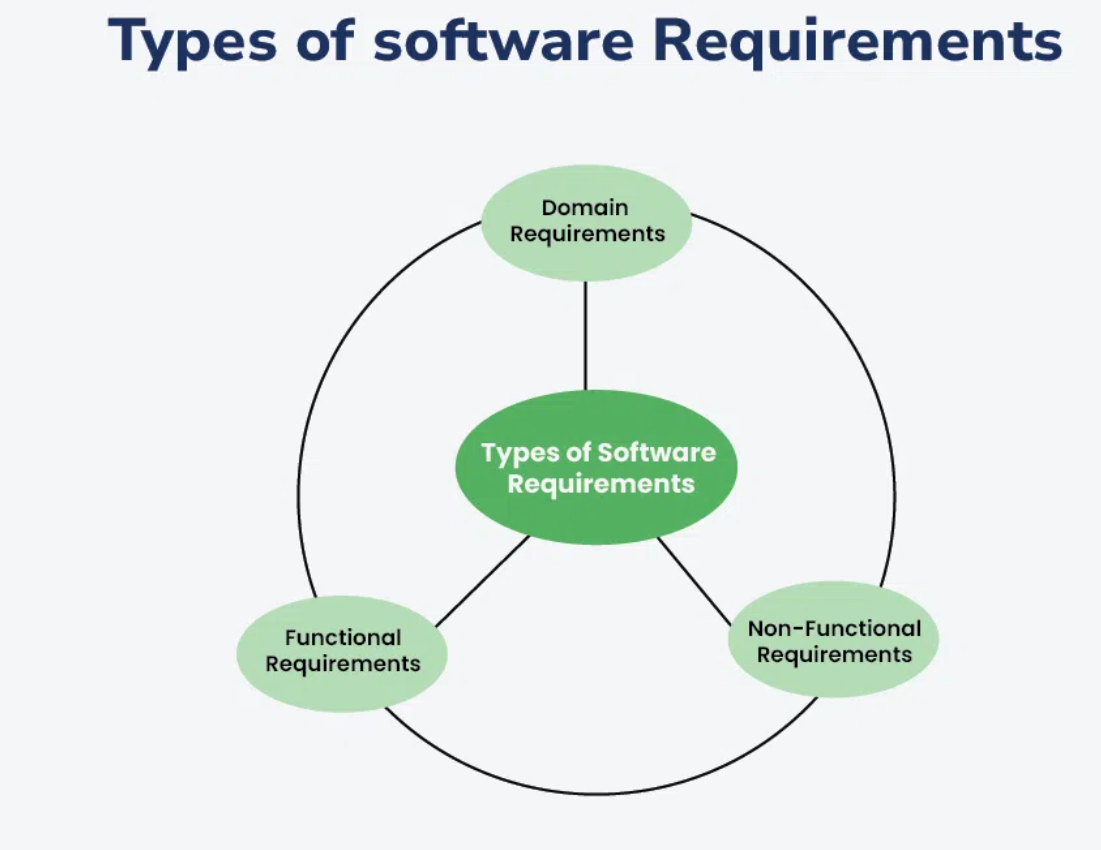 Types of software Requirements
Domain
Requirements
Types of Software
Requirements
Functional
Requirements
Non-Functional
Requirements